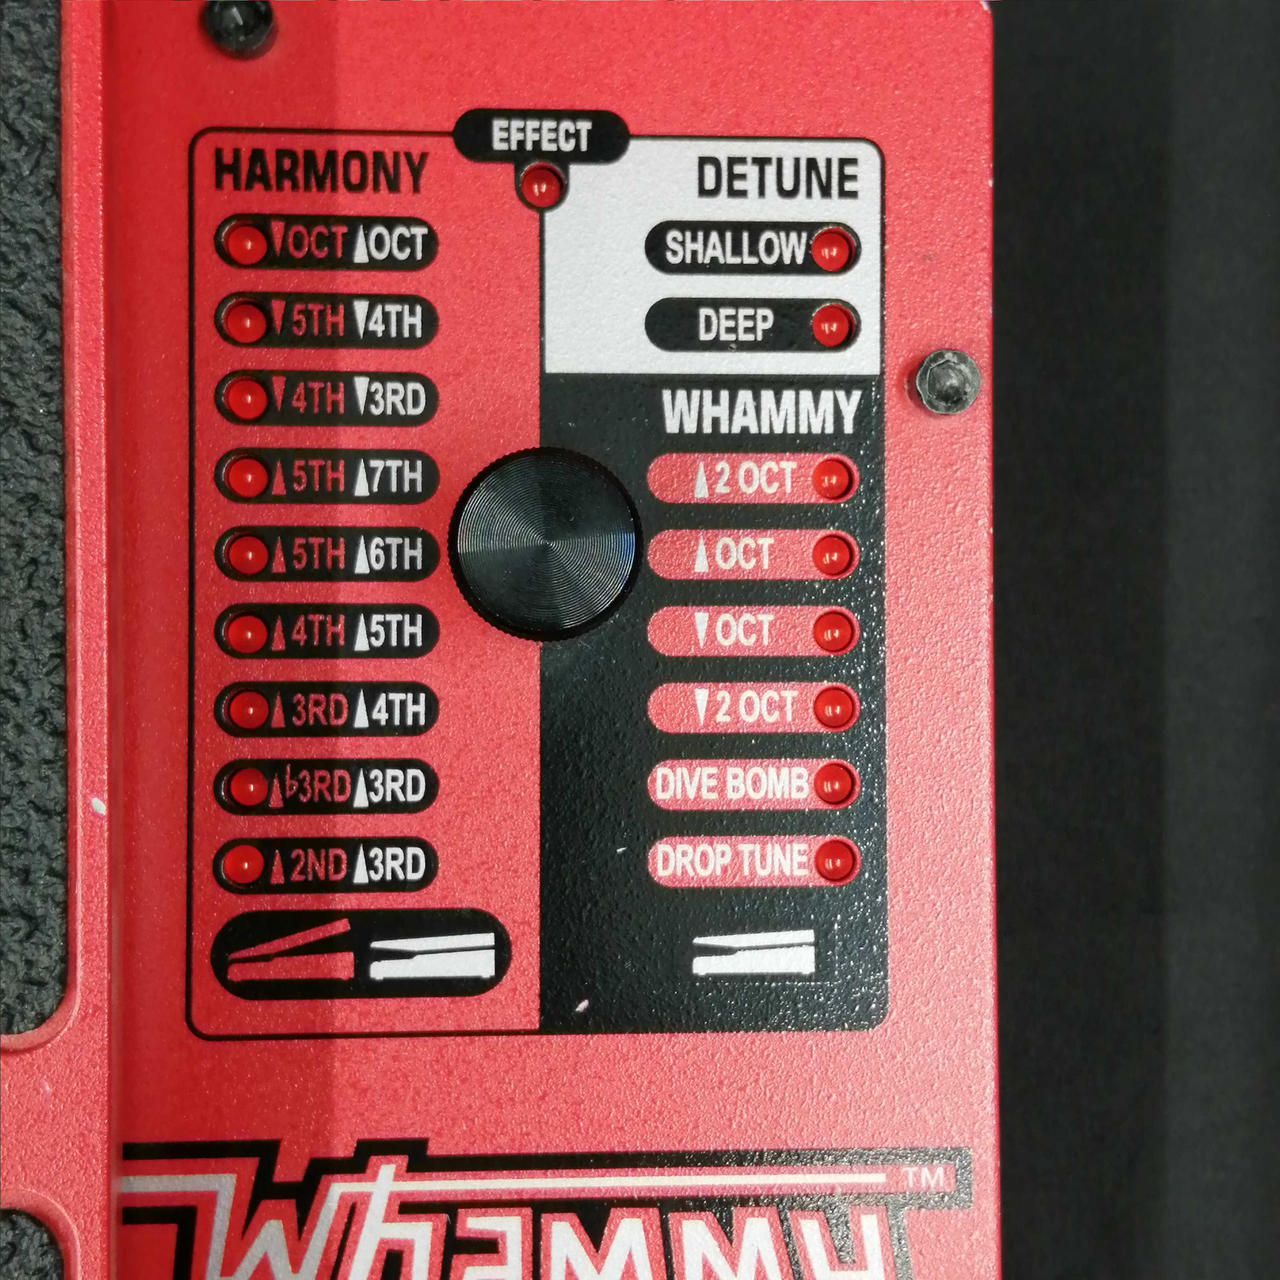 EFFECT
HARMONY
▼OCT ▲OCT
▼5TH ▼4TH
▼4TH ▼3RD
▲5TH ▲7TH
▲5TH ▲6TH
▲4TH ▲5TH
▲3RD ▲4TH
▲♭3RD ▲3RD
▲2ND ▲3RD
DETUNE
SHALLOW
DEEP
WHAMMY
▲2 OCT
▲OCT
▼OCT
▼2 OCT
DIVE BOMB
DROP TUNE
Whammy TM